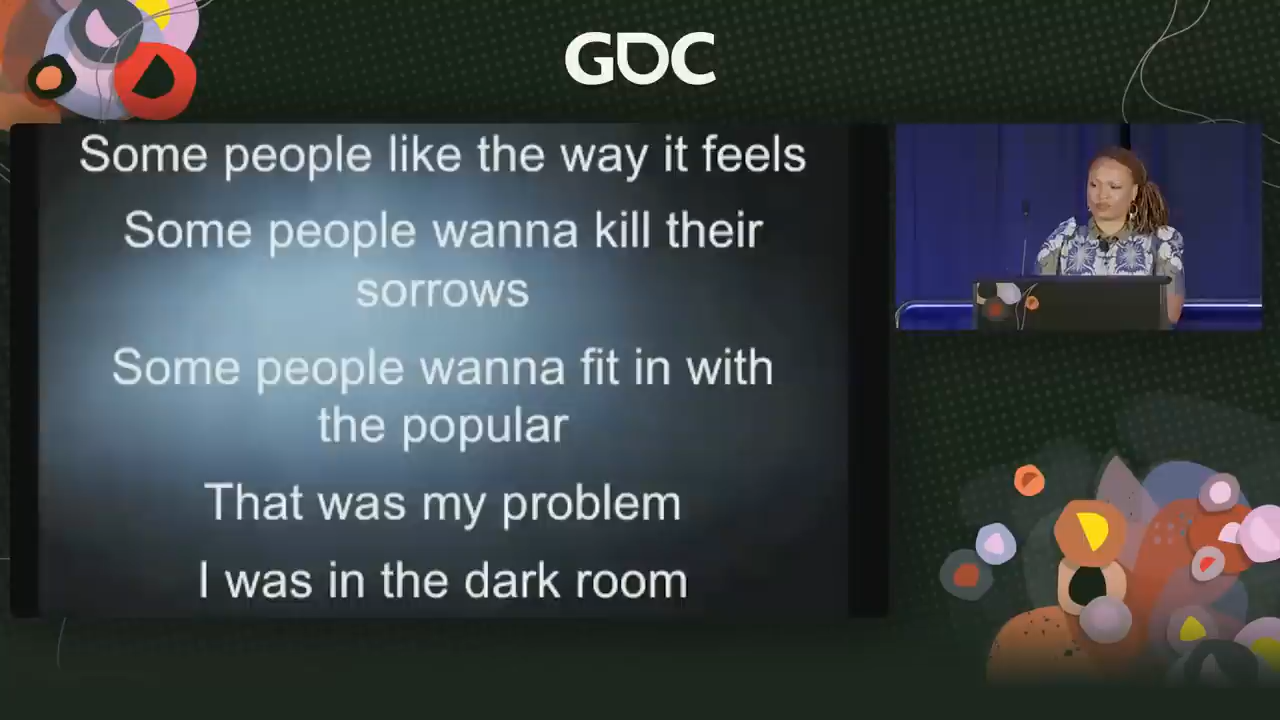 GDC
Some people like the way it feels
Some people wanna kill their
sorrows
Some people wanna fit in with
the popular
That was my problem
I was in the dark room